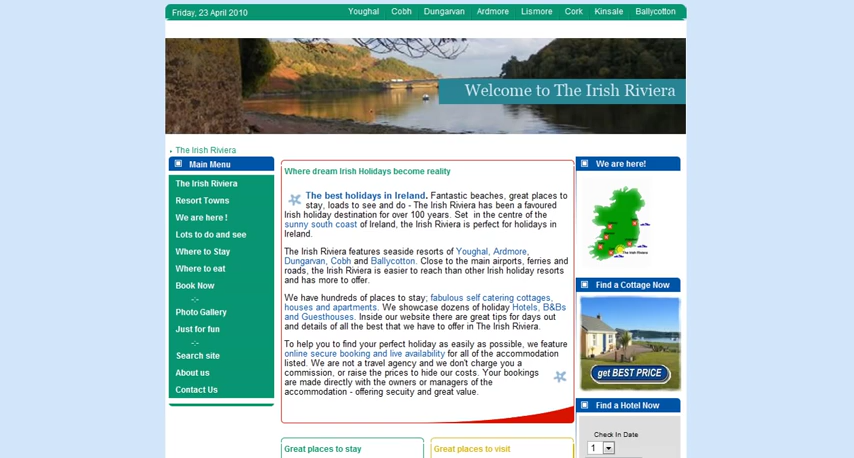 Friday, 23 April 2010
Youghal Cobh Dungarvan Ardmore Lismore Cork Kinsale Ballycotton
Welcome to The Irish Riviera
The Irish Riviera
Main Menu
The Irish Riviera
Resort Towns
We are here !
Lots to do and see
Where to Stay
Where to eat
Book Now
-:-
Photo Gallery
Just for fun
-:-
Search site
About us
Contact Us
Where dream Irish Holidays become reality
The best holidays in Ireland. Fantastic beaches, great places to
stay, loads to see and do - The Irish Riviera has been a favoured
Irish holiday destination for over 100 years. Set in the centre of the
sunny south coast of Ireland, the Irish Riviera is perfect for holidays in
Ireland.
The Irish Riviera features seaside resorts of Youghal, Ardmore,
Dungarvan, Cobh and Ballycotton. Close to the main airports, ferries and
roads, the Irish Riviera is easier to reach than other Irish holiday resorts
and has more to offer.
We have hundreds of places to stay; fabulous self catering cottages,
houses and apartments. We showcase dozens of holiday Hotels, B&Bs
and Guesthouses. Inside our website there are great tips for days out
and details of all the best that we have to offer in The Irish Riviera.
To help you to find your perfect holiday as easily as possible, we feature
online secure booking and live availability for all of the accommodation
listed. We are not a travel agency and we don't charge you a
commission, or raise the prices to hide our costs. Your bookings
are made directly with the owners or managers of the
accommodation - offering secuity and great value.
Great places to stay
Great places to visit
We are here!
The Irish Riviera
Find a Cottage Now
get BEST PRICE
Find a Hotel Now
Check In Date
1